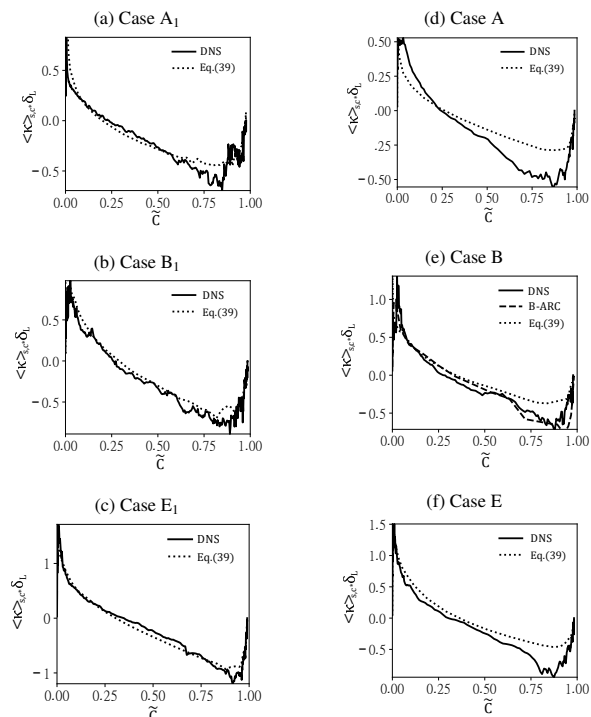 (a) Case A₁
DNS
Eq.(39)
<κ>ₛ,c*δL
0.5
0.0
−0.5
0.00 0.25 0.50 0.75 1.00
c̃
(d) Case A
DNS
Eq.(39)
<κ>ₛ,c*δL
0.50
0.25
0.00
−0.25
−0.50
0.00 0.25 0.50 0.75 1.00
c̃
(b) Case B₁
DNS
Eq.(39)
<κ>ₛ,c*δL
0.5
0.0
−0.5
0.00 0.25 0.50 0.75 1.00
c̃
(e) Case B
DNS
B-ARC
Eq.(39)
<κ>ₛ,c*δL
1.0
0.5
0.0
−0.5
0.00 0.25 0.50 0.75 1.00
c̃
(c) Case E₁
DNS
Eq.(39)
<κ>ₛ,c*δL
1
0
−1
0.00 0.25 0.50 0.75 1.00
c̃
(f) Case E
DNS
Eq.(39)
<κ>ₛ,c*δL
1.5
1.0
0.5
0.0
−0.5
0.00 0.25 0.50 0.75 1.00
c̃